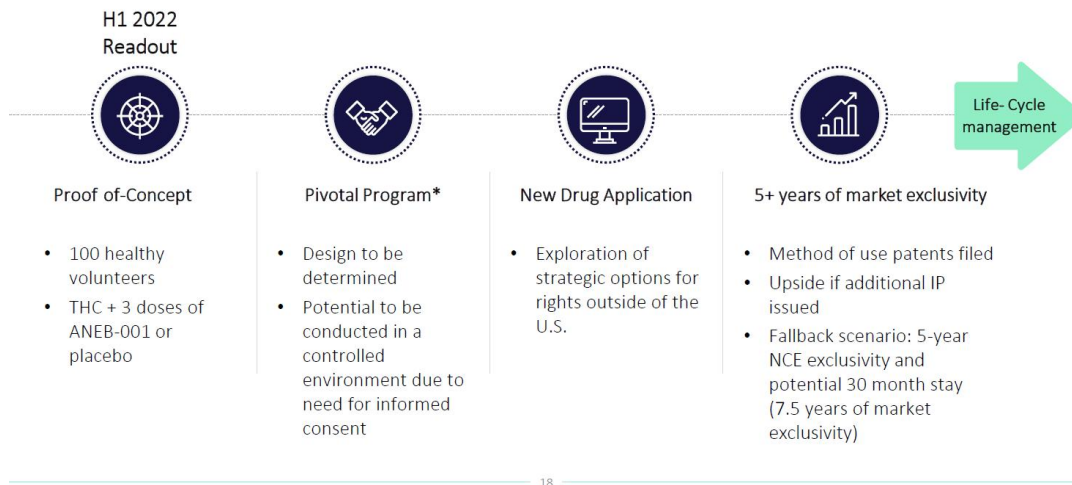 H1 2022
Readout
Life- Cycle
management
Proof of-Concept
• 100 healthy
volunteers
• THC + 3 doses of
ANEB-001 or
placebo
Pivotal Program*
• Design to be
determined
• Potential to be
conducted in a
controlled
environment due to
need for informed
consent
New Drug Application
• Exploration of
strategic options for
rights outside of the
U.S.
5+ years of market exclusivity
• Method of use patents filed
• Upside if additional IP
issued
• Fallback scenario: 5-year
NCE exclusivity and
potential 30 month stay
(7.5 years of market
exclusivity)
18